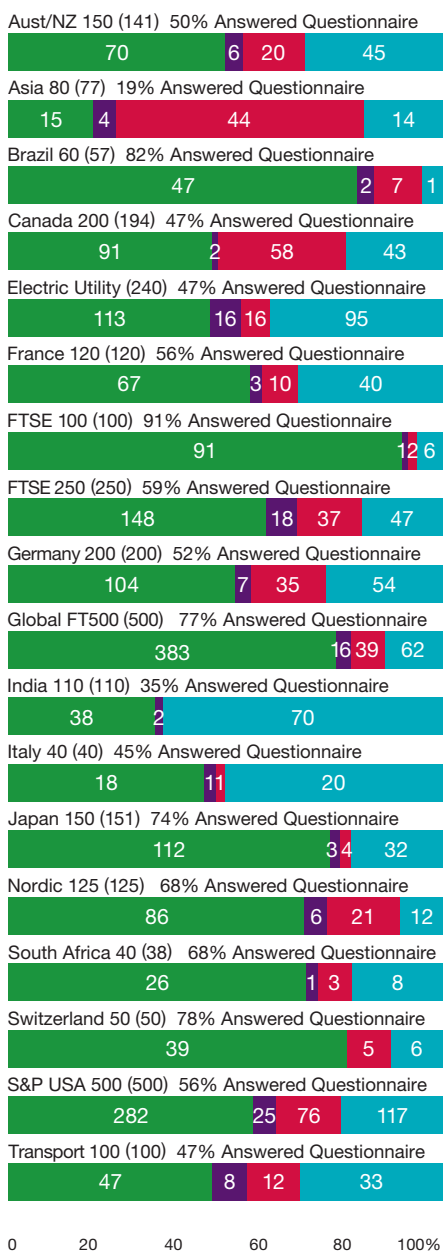 Aust/NZ 150 (141) 50% Answered Questionnaire
70 6 20 45
Asia 80 (77) 19% Answered Questionnaire
15 4 44 14
Brazil 60 (57) 82% Answered Questionnaire
47 2 7 1
Canada 200 (194) 47% Answered Questionnaire
91 2 58 43
Electric Utility (240) 47% Answered Questionnaire
113 16 16 95
France 120 (120) 56% Answered Questionnaire
67 3 10 40
FTSE 100 (100) 91% Answered Questionnaire
91 1 2 6
FTSE 250 (250) 59% Answered Questionnaire
148 18 37 47
Germany 200 (200) 52% Answered Questionnaire
104 7 35 54
Global FT500 (500) 77% Answered Questionnaire
383 16 39 62
India 110 (110) 35% Answered Questionnaire
38 2 70
Italy 40 (40) 45% Answered Questionnaire
18 1 1 20
Japan 150 (151) 74% Answered Questionnaire
112 3 4 32
Nordic 125 (125) 68% Answered Questionnaire
86 6 21 12
South Africa 40 (38) 68% Answered Questionnaire
26 1 3 8
Switzerland 50 (50) 78% Answered Questionnaire
39 5 6
S&P USA 500 (500) 56% Answered Questionnaire
282 25 76 117
Transport 100 (100) 47% Answered Questionnaire
47 8 12 33
0 20 40 60 80 100%